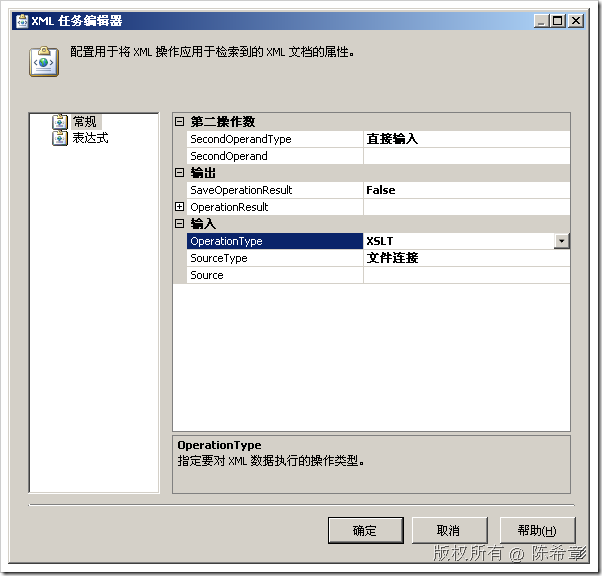 XML 任务编辑器
配置用于将 XML 操作应用于检索到的 XML 文档的属性。
常规
表达式
第二操作数
SecondOperandType 直接输入
SecondOperand
输出
SaveOperationResult False
OperationResult
输入
OperationType XSLT
SourceType 文件连接
Source
OperationType
指定要对 XML 数据执行的操作类型。
确定 取消 帮助(H)
版权所有 @ 陈希章